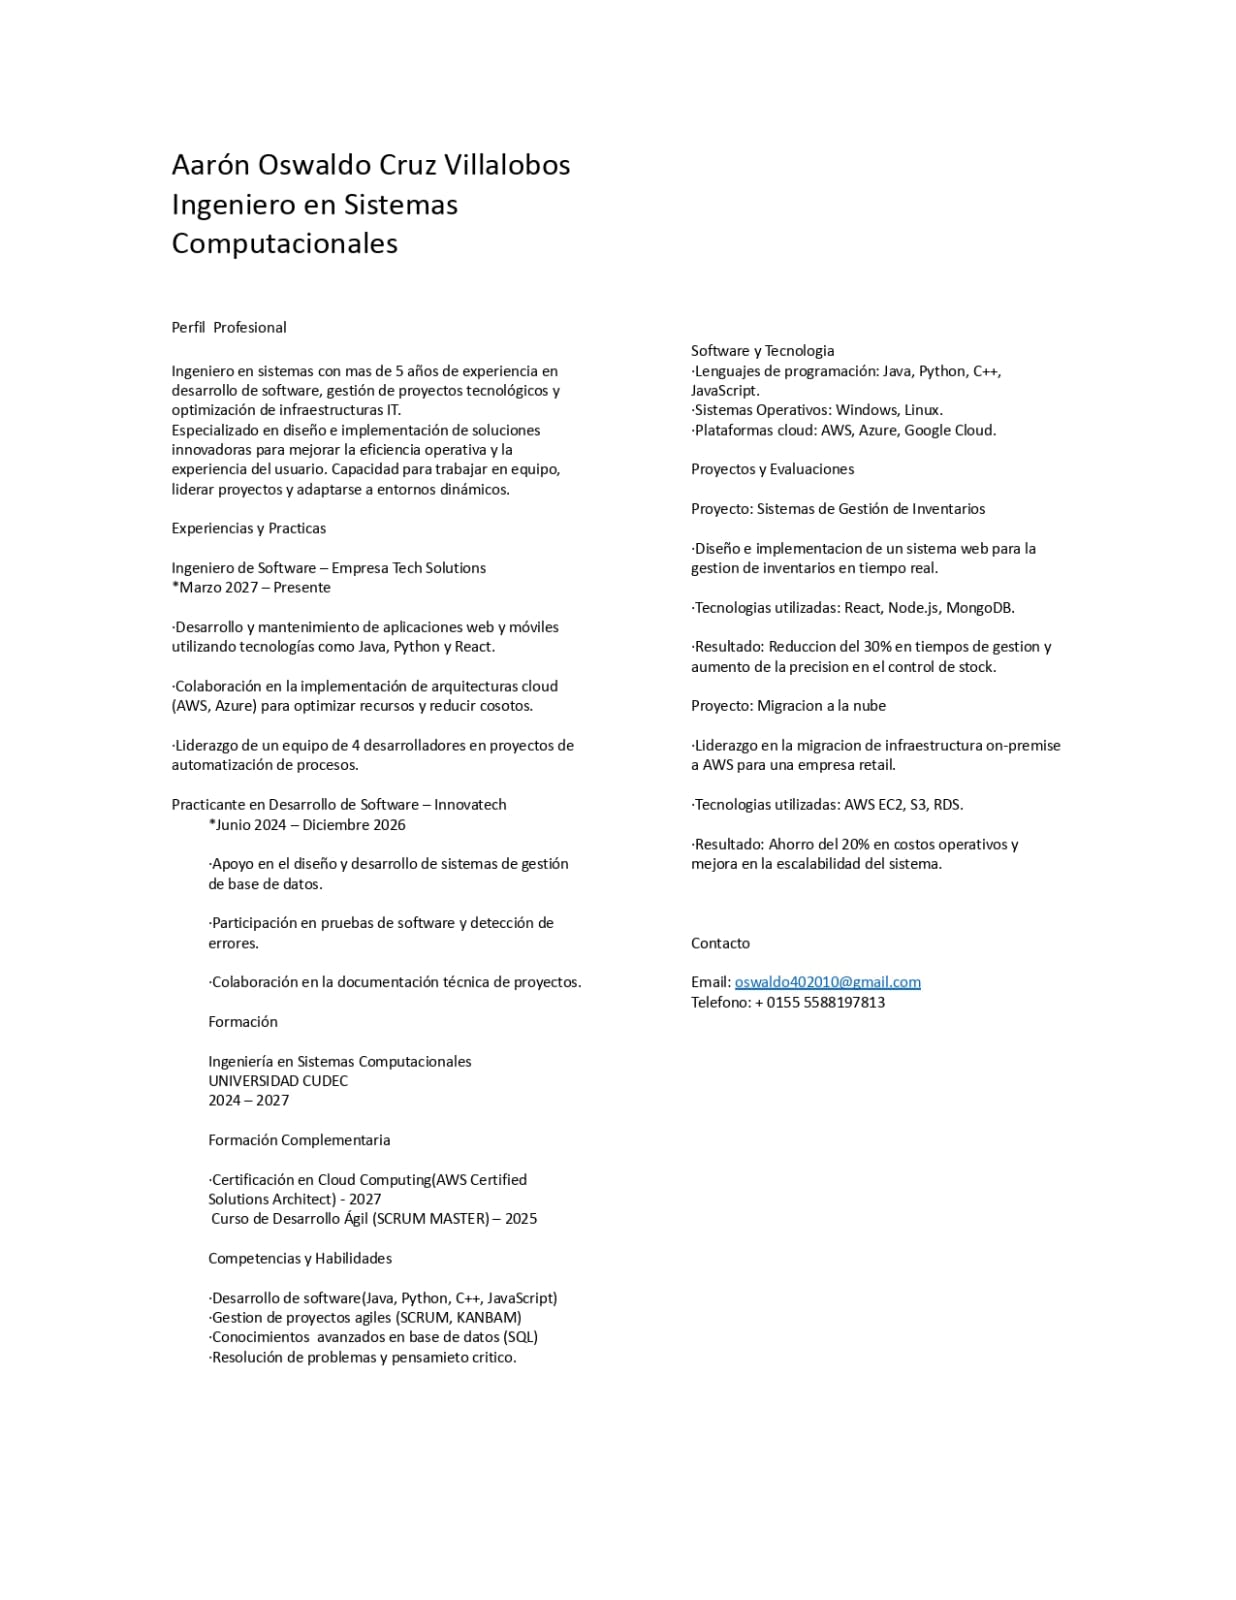 Aarón Oswaldo Cruz Villalobos
Ingeniero en Sistemas
Computacionales
Perfil  Profesional
Ingeniero en sistemas con mas de 5 años de experiencia en
desarrollo de software, gestión de proyectos tecnológicos y
optimización de infraestructuras IT.
Especializado en diseño e implementación de soluciones
innovadoras para mejorar la eficiencia operativa y la
experiencia del usuario. Capacidad para trabajar en equipo,
liderar proyectos y adaptarse a entornos dinámicos.
Experiencias y Practicas
Ingeniero de Software – Empresa Tech Solutions
*Marzo 2027 – Presente
·Desarrollo y mantenimiento de aplicaciones web y móviles
utilizando tecnologías como Java, Python y React.
·Colaboración en la implementación de arquitecturas cloud
(AWS, Azure) para optimizar recursos y reducir cosotos.
·Liderazgo de un equipo de 4 desarrolladores en proyectos de
automatización de procesos.
Practicante en Desarrollo de Software – Innovatech
*Junio 2024 – Diciembre 2026
·Apoyo en el diseño y desarrollo de sistemas de gestión
de base de datos.
·Participación en pruebas de software y detección de
errores.
·Colaboración en la documentación técnica de proyectos.
Formación
Ingeniería en Sistemas Computacionales
UNIVERSIDAD CUDEC
2024 – 2027
Formación Complementaria
·Certificación en Cloud Computing(AWS Certified
Solutions Architect) - 2027
Curso de Desarrollo Ágil (SCRUM MASTER) – 2025
Competencias y Habilidades
·Desarrollo de software(Java, Python, C++, JavaScript)
·Gestion de proyectos agiles (SCRUM, KANBAM)
·Conocimientos  avanzados en base de datos (SQL)
·Resolución de problemas y pensamieto critico.
Software y Tecnologia
·Lenguajes de programación: Java, Python, C++,
JavaScript.
·Sistemas Operativos: Windows, Linux.
·Plataformas cloud: AWS, Azure, Google Cloud.
Proyectos y Evaluaciones
Proyecto: Sistemas de Gestión de Inventarios
·Diseño e implementacion de un sistema web para la
gestion de inventarios en tiempo real.
·Tecnologias utilizadas: React, Node.js, MongoDB.
·Resultado: Reduccion del 30% en tiempos de gestion y
aumento de la precision en el control de stock.
Proyecto: Migracion a la nube
·Liderazgo en la migracion de infraestructura on-premise
a AWS para una empresa retail.
·Tecnologias utilizadas: AWS EC2, S3, RDS.
·Resultado: Ahorro del 20% en costos operativos y
mejora en la escalabilidad del sistema.
Contacto
Email: oswaldo402010@gmail.com
Telefono: + 0155 5588197813